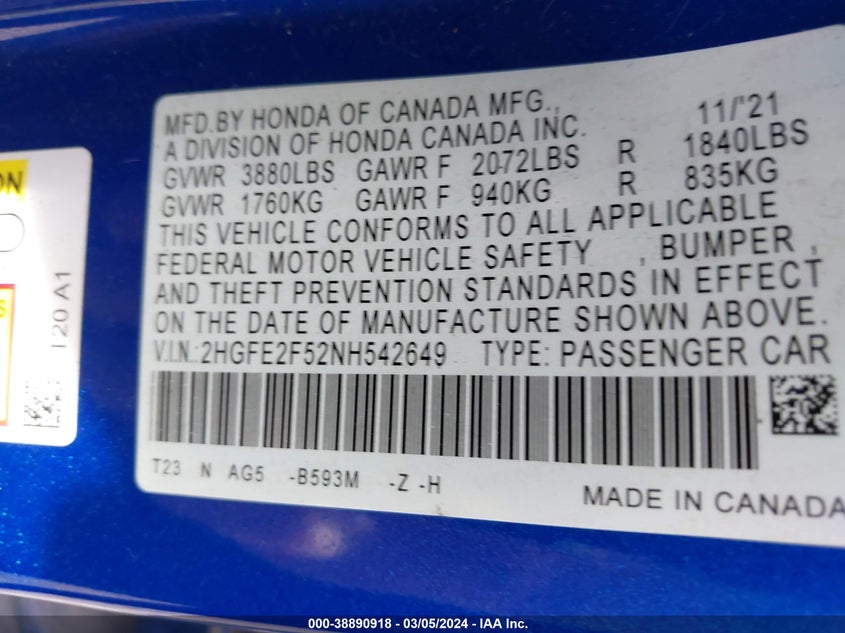 MFD.BY HONDA OF CANADA MFG., 11/'21
A DIVISION OF HONDA CANADA INC.
GVWR 3880LBS GAWR F 2072LBS R 1840LBS
GVWR 1760KG GAWR F 940KG R 835KG
THIS VEHICLE CONFORMS TO ALL APPLICABLE
FEDERAL MOTOR VEHICLE SAFETY , BUMPER ,
AND THEFT PREVENTION STANDARDS IN EFFECT
ON THE DATE OF MANUFACTURE SHOWN ABOVE.
V.I.N.:2HGFE2F52NH542649 TYPE: PASSENGER CAR
T23 N AG5 -B593M -Z -H
MADE IN CANADA
ON
S
T20 A1
000-38890918 - 03/05/2024 - IAA Inc.